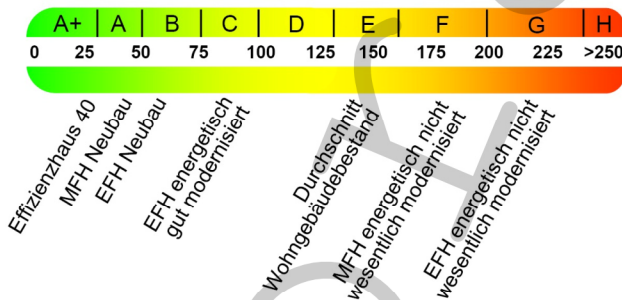 A+ A B C D E F G H
0 25 50 75 100 125 150 175 200 225 >250
Effizienzhaus 40
MFH Neubau
EFH Neubau
EFH energetisch
gut modernisiert
Durchschnitt
Wohngebäudebestand
MFH energetisch nicht
wesentlich modernisiert
EFH energetisch nicht
wesentlich modernisiert